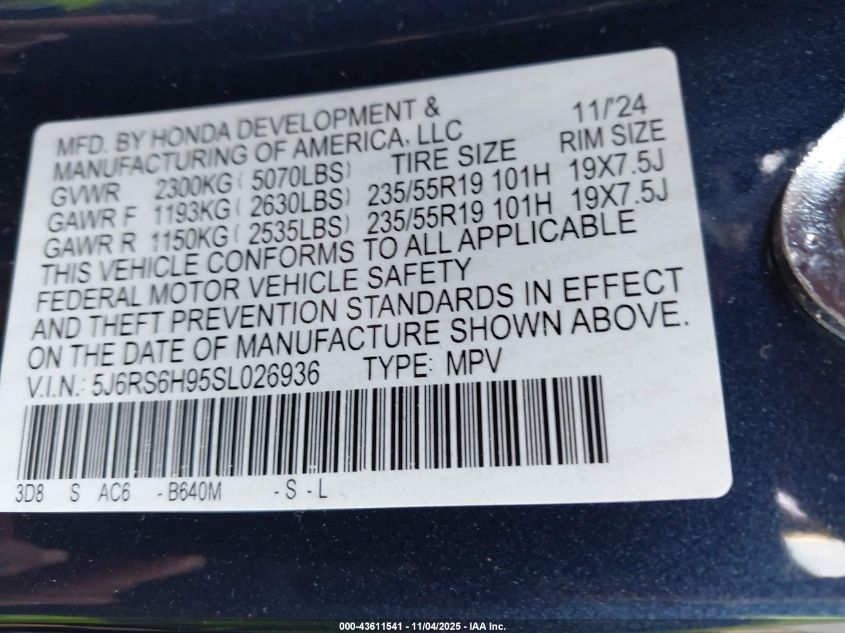 MFD. BY HONDA DEVELOPMENT & 11/'24
MANUFACTURING OF AMERICA, LLC
TIRE SIZE RIM SIZE
GVWR 2300KG ( 5070LBS)
GAWR F 1193KG ( 2630LBS) 235/55R19 101H 19X7.5J
GAWR R 1150KG ( 2535LBS) 235/55R19 101H 19X7.5J
THIS VEHICLE CONFORMS TO ALL APPLICABLE
FEDERAL MOTOR VEHICLE SAFETY
AND THEFT PREVENTION STANDARDS IN EFFECT
ON THE DATE OF MANUFACTURE SHOWN ABOVE.
V.I.N.: 5J6RS6H95SL026936 TYPE: MPV
3D8 S AC6 -B640M -S -L
000-43611541 - 11/04/2025 - IAA Inc.